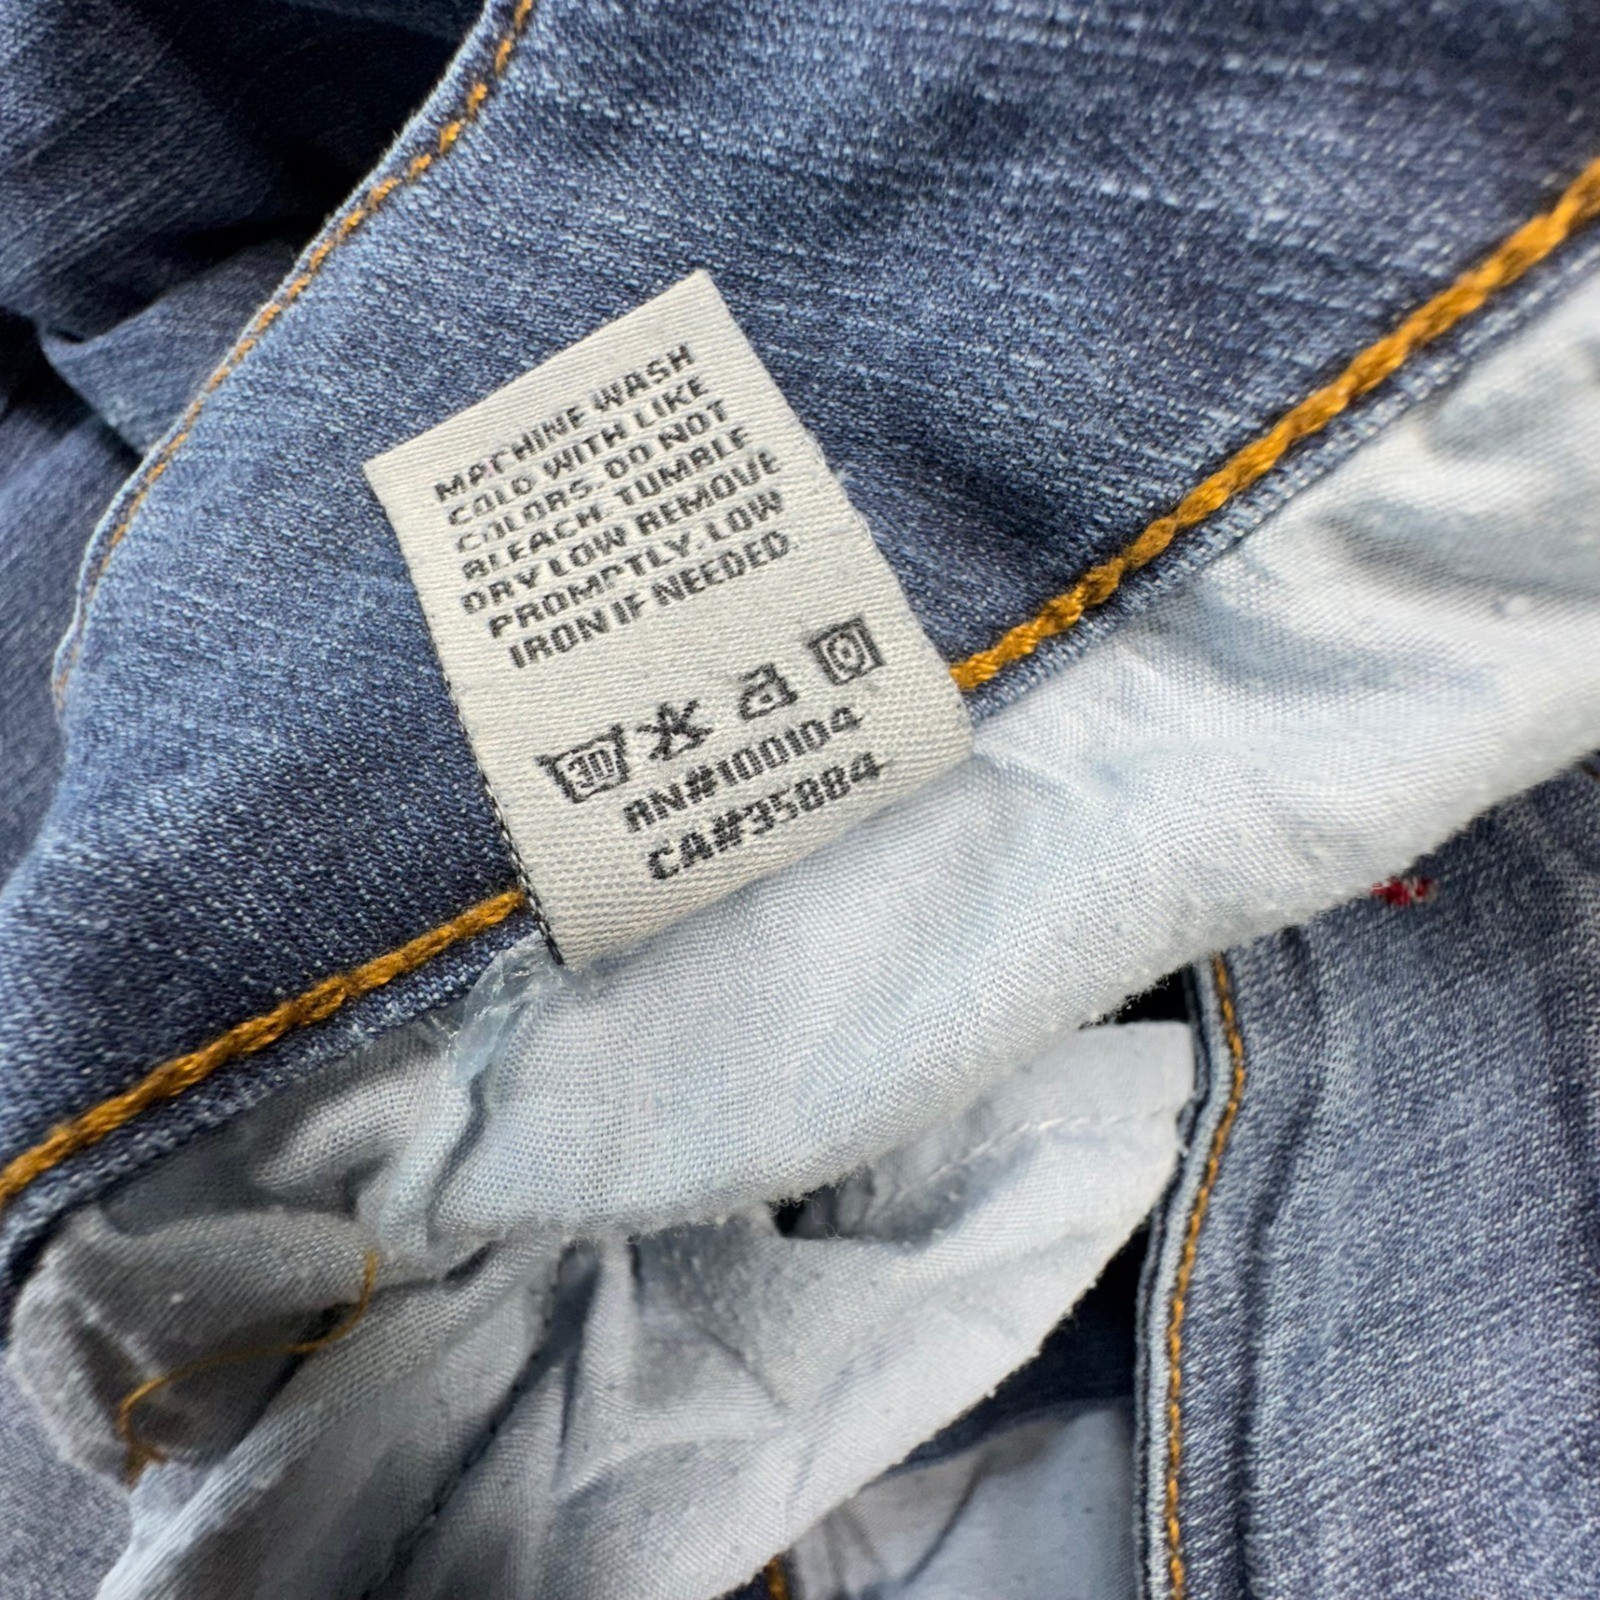 MACHINE WASH
COLD WITH LIKE
COLORS. DO NOT
BLEACH. TUMBLE
DRY LOW REMOVE
PROMPTLY. LOW
IRON IF NEEDED.
30
RN#100104
CA#35884